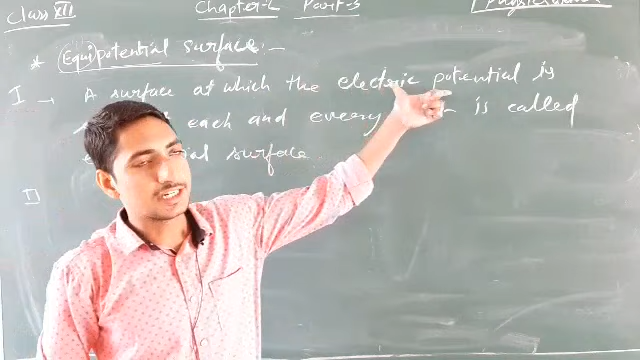 Class XII Chapter-2 Part-3
* Equipotential surface :-
I → A surface at which the electric potential is
each and every is called
surface.
II